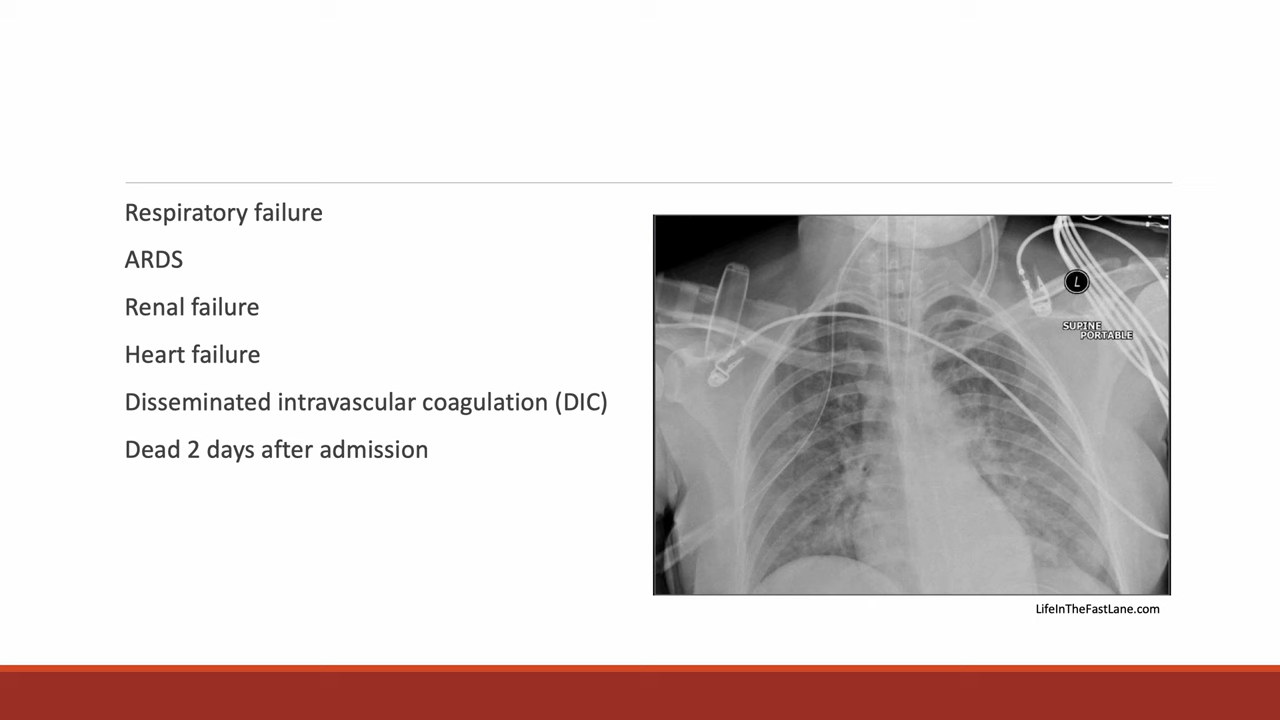 Respiratory failure
ARDS
Renal failure
Heart failure
Disseminated intravascular coagulation (DIC)
Dead 2 days after admission
L
SUPINE
PORTABLE
LifeInTheFastLane.com